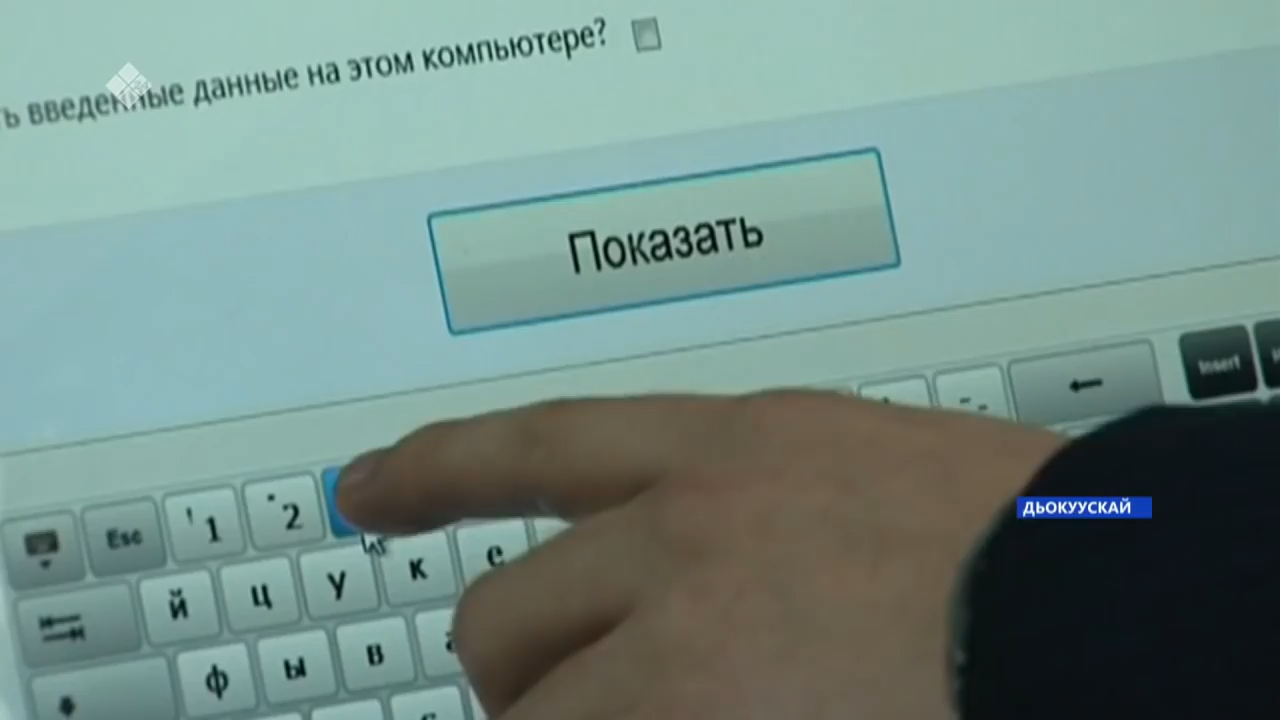 ь введенные данные на этом компьютере?
Показать
Insert
ДЬОКУУСКАЙ
Esc
1
2
й ц у к е
ф ы в